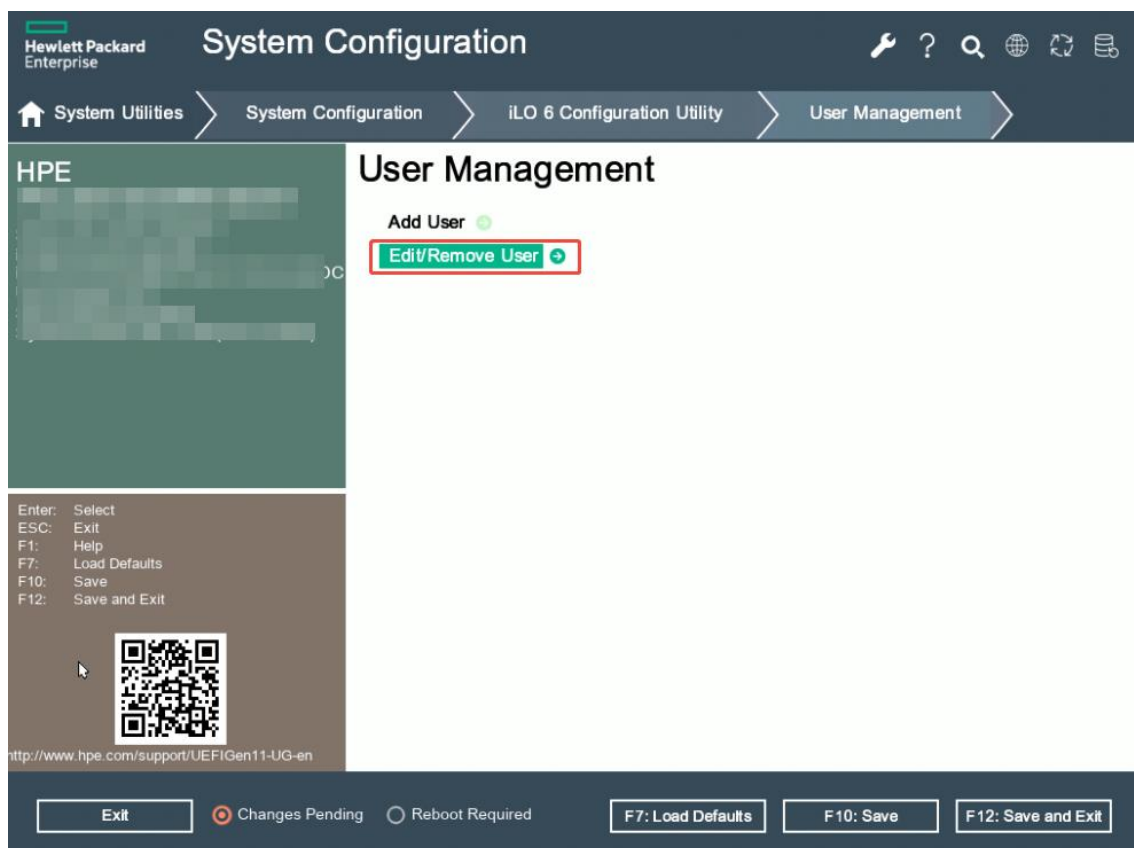 Hewlett Packard
Enterprise
System Configuration
?
System Utilities
System Configuration
iLO 6 Configuration Utility
User Management
HPE
User Management
Add User
Edit/Remove User
Enter: Select
ESC: Exit
F1: Help
F7: Load Defaults
F10: Save
F12: Save and Exit
http://www.hpe.com/support/UEFIGen11-UG-en
Exit
Changes Pending
Reboot Required
F7: Load Defaults
F10: Save
F12: Save and Exit